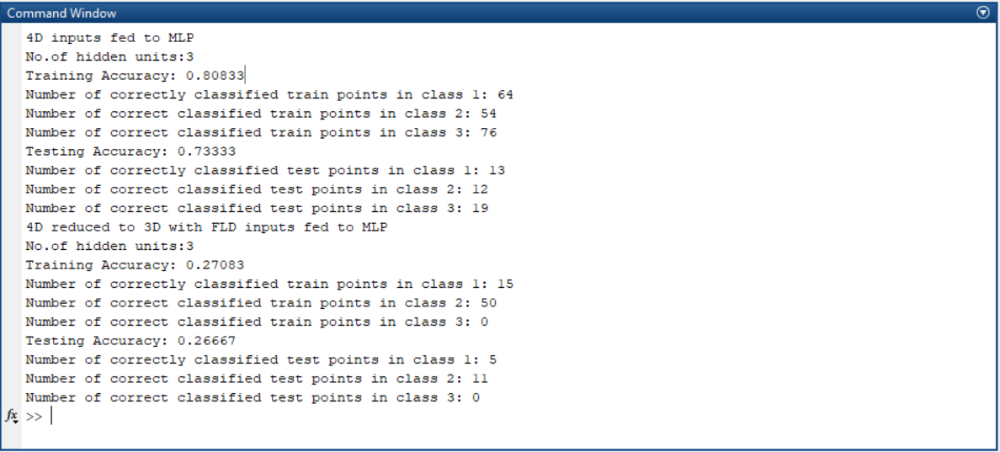 Command Window
4D inputs fed to MLP
No.of hidden units:3
Training Accuracy: 0.80833
Number of correctly classified train points in class 1: 64
Number of correct classified train points in class 2: 54
Number of correct classified train points in class 3: 76
Testing Accuracy: 0.73333
Number of correctly classified test points in class 1: 13
Number of correct classified test points in class 2: 12
Number of correct classified test points in class 3: 19
4D reduced to 3D with FLD inputs fed to MLP
No.of hidden units:3
Training Accuracy: 0.27083
Number of correctly classified train points in class 1: 15
Number of correct classified train points in class 2: 50
Number of correct classified train points in class 3: 0
Testing Accuracy: 0.26667
Number of correctly classified test points in class 1: 5
Number of correct classified test points in class 2: 11
Number of correct classified test points in class 3: 0
fx >>